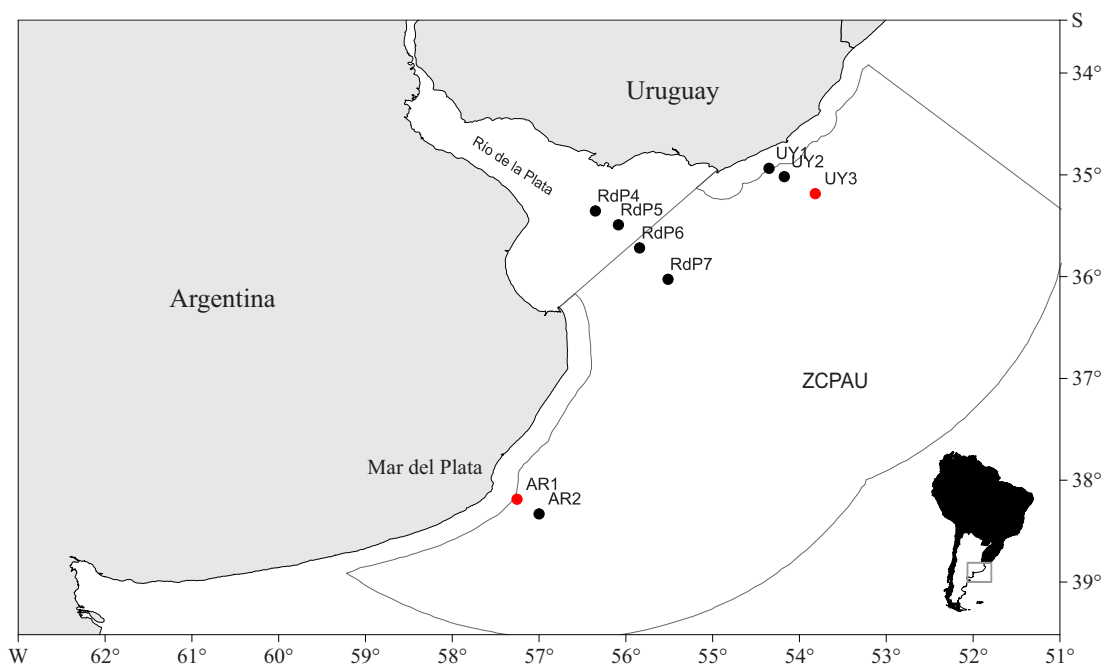 S
34°
Uruguay
Río de la Plata
UY1
UY2
35°
UY3
RdP4
RdP5
RdP6
RdP7
36°
Argentina
37°
ZCPAU
Mar del Plata
38°
AR1
AR2
39°
W
62°
61°
60°
59°
58°
57°
56°
55°
54°
53°
52°
51°